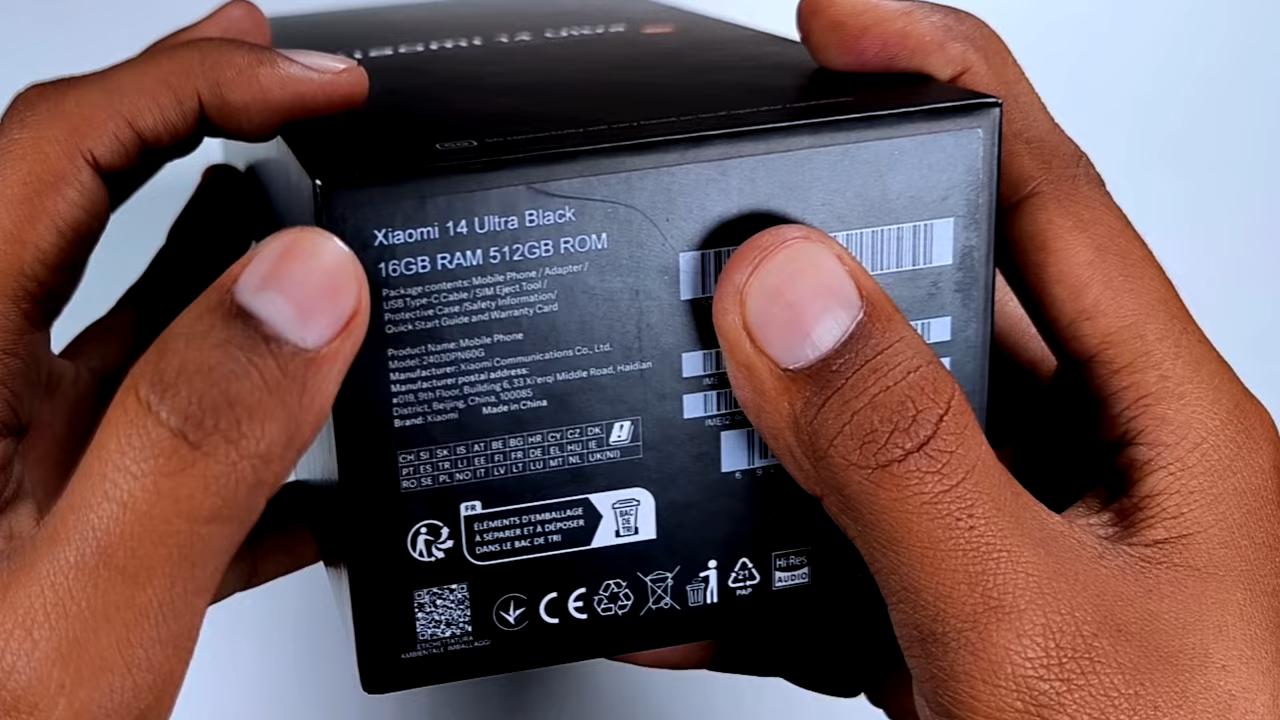 5G
Xiaomi 14 Ultra Black
16GB RAM 512GB ROM
Package contents: Mobile Phone / Adapter /
USB Type-C Cable / SIM Eject Tool /
Protective Case /Safety Information/
Quick Start Guide and Warranty Card
Product Name: Mobile Phone
Model: 24030PN60G
Manufacturer: Xiaomi Communications Co., Ltd.
Manufacturer postal address:
#019, 9th Floor, Building 6, 33 Xi'erqi Middle Road, Haidian
District, Beijing, China, 100085
Brand: Xiaomi Made in China
IME
IMEI2
6 9
CH SI SK IS AT BE BG HR CY CZ DK
PT ES TR LI EE FI FR DE EL HU IE
RO SE PL NO IT LV LT LU MT NL UK(NI)
FR
ÉLÉMENTS D'EMBALLAGE
À SÉPARER ET À DÉPOSER
DANS LE BAC DE TRI
BAC
DE
TRI
ETICHETTATURA
AMBIENTALE IMBALLAGGI
CE
21
PAP
Hi-Res
AUDIO